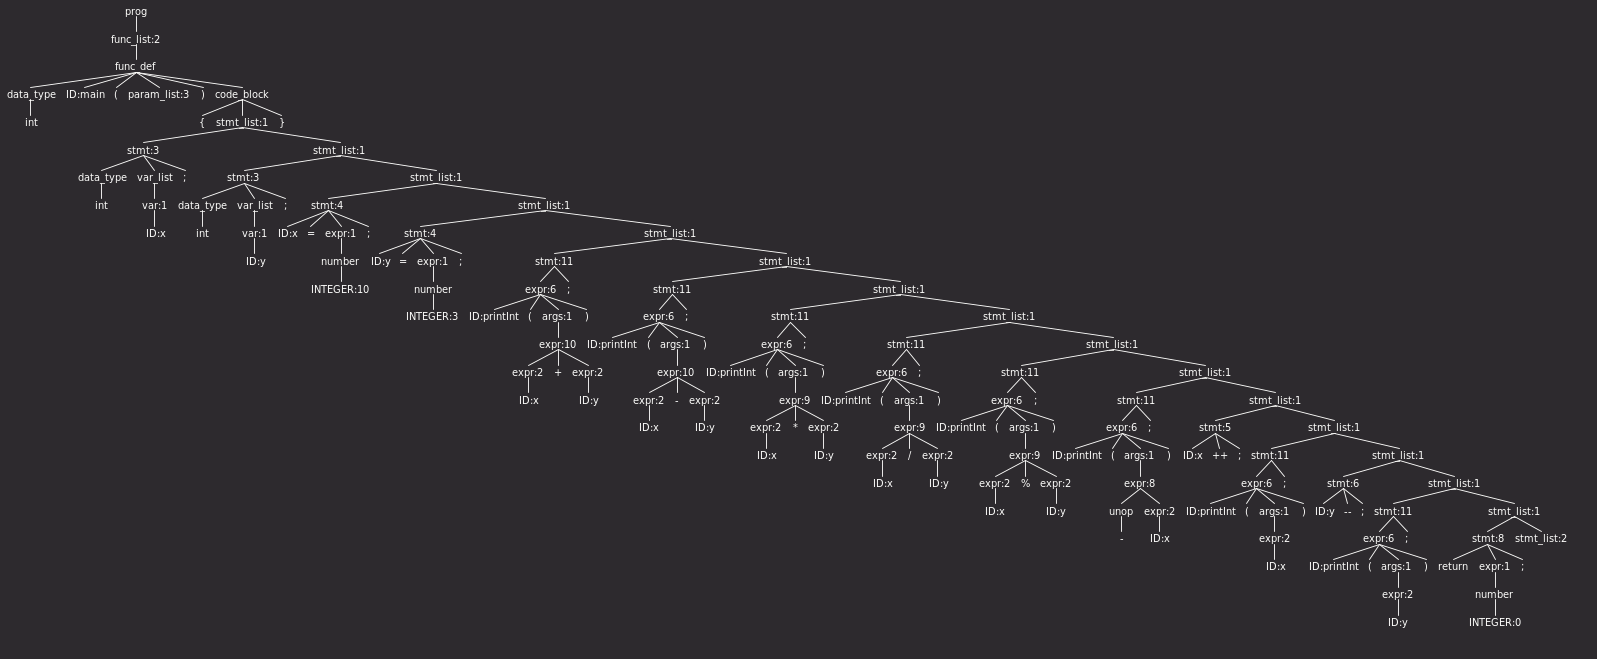 prog
func_list:2
func_def
data_type ID:main ( param_list:3 ) code_block
int { stmt_list:1 }
stmt:3 stmt_list:1
data_type var_list ; stmt:3 stmt_list:1
int var:1 data_type var_list ; stmt:4 stmt_list:1
ID:x int var:1 ID:x = expr:1 ; stmt:4 stmt_list:1
ID:y number ID:y = expr:1 ; stmt:11 stmt_list:1
INTEGER:10 number expr:6 ; stmt:11 stmt_list:1
INTEGER:3 ID:printInt ( args:1 ) expr:6 ; stmt:11 stmt_list:1
expr:10 ID:printInt ( args:1 ) expr:6 ; stmt:11 stmt_list:1
expr:2 + expr:2 expr:10 ID:printInt ( args:1 ) expr:6 ; stmt:11 stmt_list:1
ID:x ID:y expr:2 - expr:2 expr:9 ID:printInt ( args:1 ) expr:6 ; stmt:11 stmt_list:1
ID:x ID:y expr:2 * expr:2 expr:9 ID:printInt ( args:1 ) expr:6 ; stmt:5 stmt_list:1
ID:x ID:y expr:2 / expr:2 expr:9 ID:printInt ( args:1 ) ID:x ++ ; stmt:11 stmt_list:1
ID:x ID:y expr:2 % expr:2 expr:8 expr:6 ; stmt:6 stmt_list:1
ID:x ID:y unop expr:2 ID:printInt ( args:1 ) ID:y -- ; stmt:11 stmt_list:1
- ID:x expr:2 expr:6 ; stmt:8 stmt_list:2
ID:x ID:printInt ( args:1 ) return expr:1 ;
expr:2 number
ID:y INTEGER:0